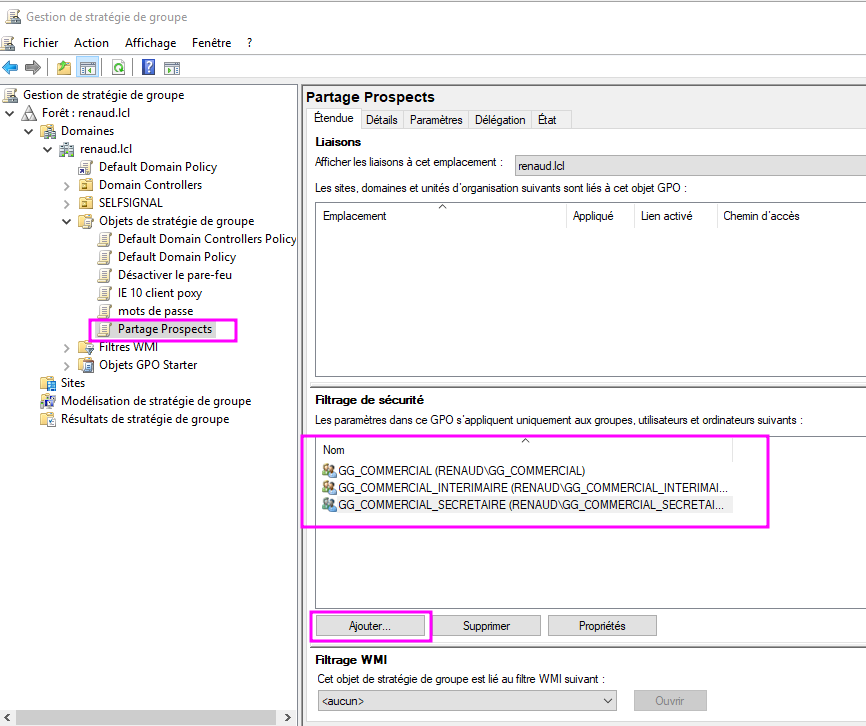 Gestion de stratégie de groupe
Fichier Action Affichage Fenêtre ?
Gestion de stratégie de groupe
Forêt : renaud.lcl
Domaines
renaud.lcl
Default Domain Policy
Domain Controllers
SELFSIGNAL
Objets de stratégie de groupe
Default Domain Controllers Policy
Default Domain Policy
Désactiver le pare-feu
IE 10 client poxy
mots de passe
Partage Prospects
Filtres WMI
Objets GPO Starter
Sites
Modélisation de stratégie de groupe
Résultats de stratégie de groupe
Partage Prospects
Étendue Détails Paramètres Délégation État
Liaisons
Afficher les liaisons à cet emplacement : renaud.lcl
Les sites, domaines et unités d'organisation suivants sont liés à cet objet GPO :
Emplacement Appliqué Lien activé Chemin d'accès
Filtrage de sécurité
Les paramètres dans ce GPO s'appliquent uniquement aux groupes, utilisateurs et ordinateurs suivants :
Nom
GG_COMMERCIAL (RENAUD\GG_COMMERCIAL)
GG_COMMERCIAL_INTERIMAIRE (RENAUD\GG_COMMERCIAL_INTERIMAI...
GG_COMMERCIAL_SECRETAIRE (RENAUD\GG_COMMERCIAL_SECRETAI...
Ajouter... Supprimer Propriétés
Filtrage WMI
Cet objet de stratégie de groupe est lié au filtre WMI suivant :
<aucun> Ouvrir